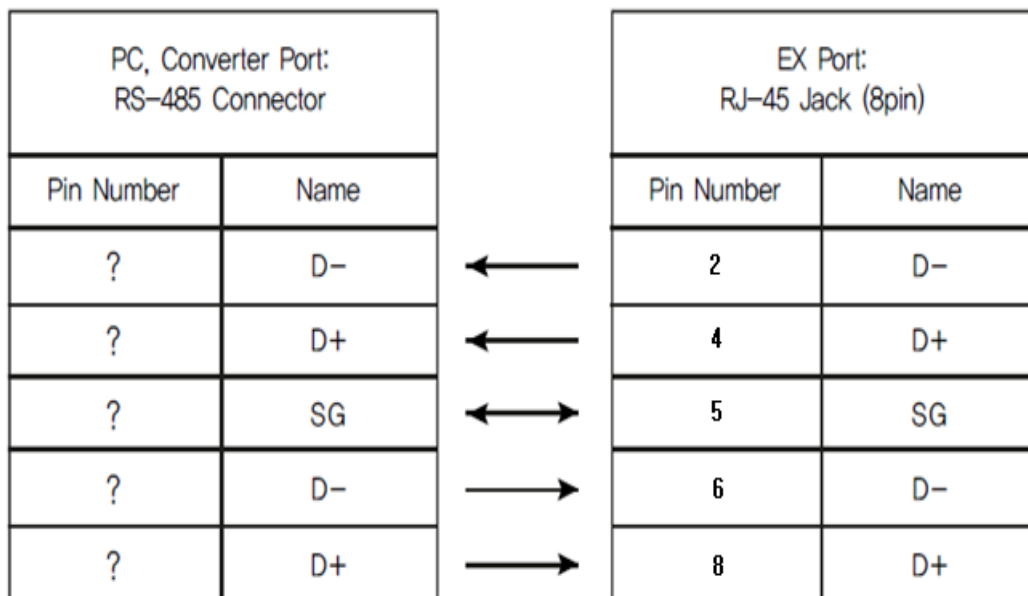 PC, Converter Port:
RS-485 Connector
EX Port:
RJ-45 Jack (8pin)
Pin Number Name Pin Number Name
? D- 2 D-
? D+ 4 D+
? SG 5 SG
? D- 6 D-
? D+ 8 D+